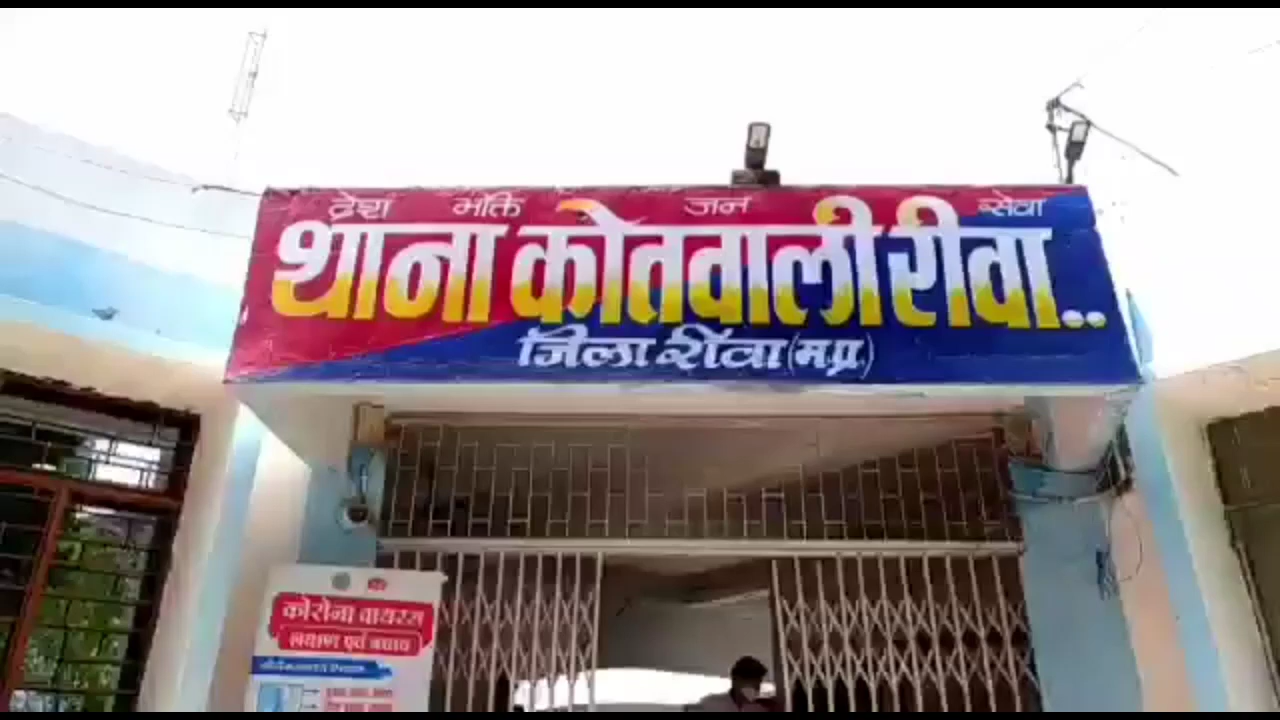 देश भक्ति जन सेवा
थाना कोतवाली रीवा..
जिला रीवा (म.प्र.)
कोरोना वायरस
लक्षण एवं बचाव